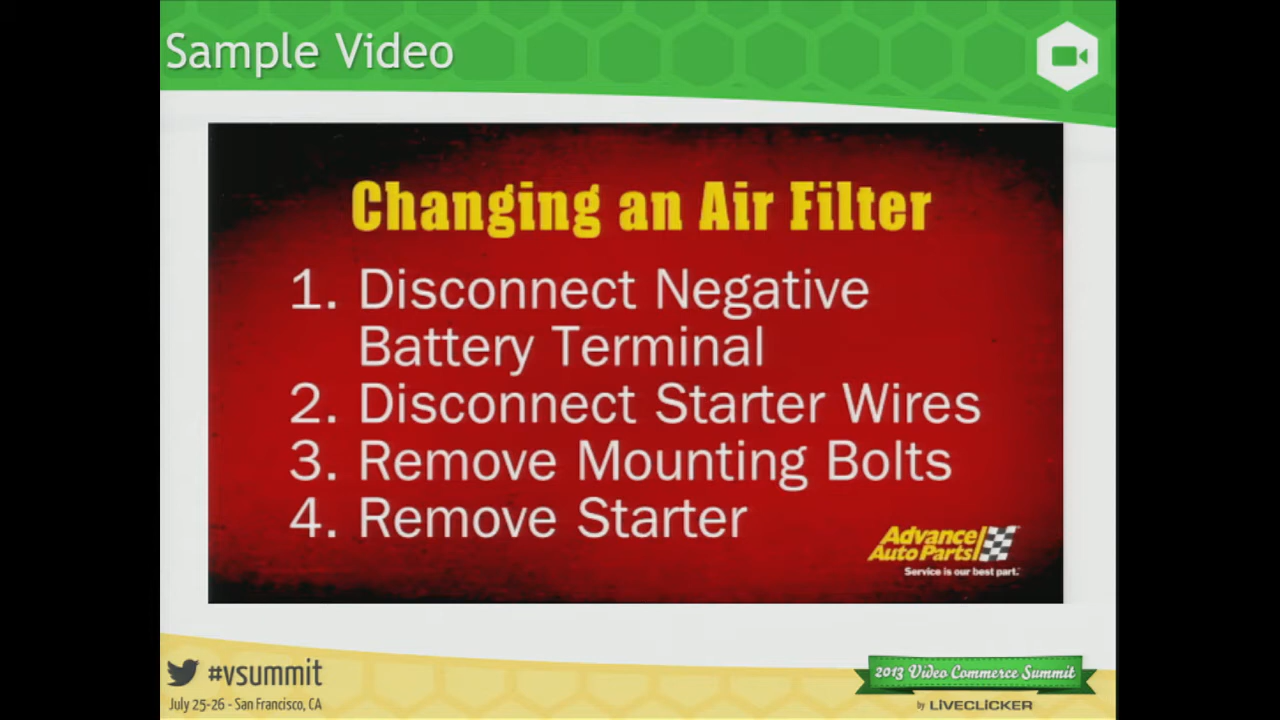 Sample Video
Changing an Air Filter
1. Disconnect Negative
Battery Terminal
2. Disconnect Starter Wires
3. Remove Mounting Bolts
4. Remove Starter
Advance
Auto Parts
Service is our best part.
#vsummit
July 25-26 - San Francisco, CA
2013 Video Commerce Summit
by LIVECLICKER